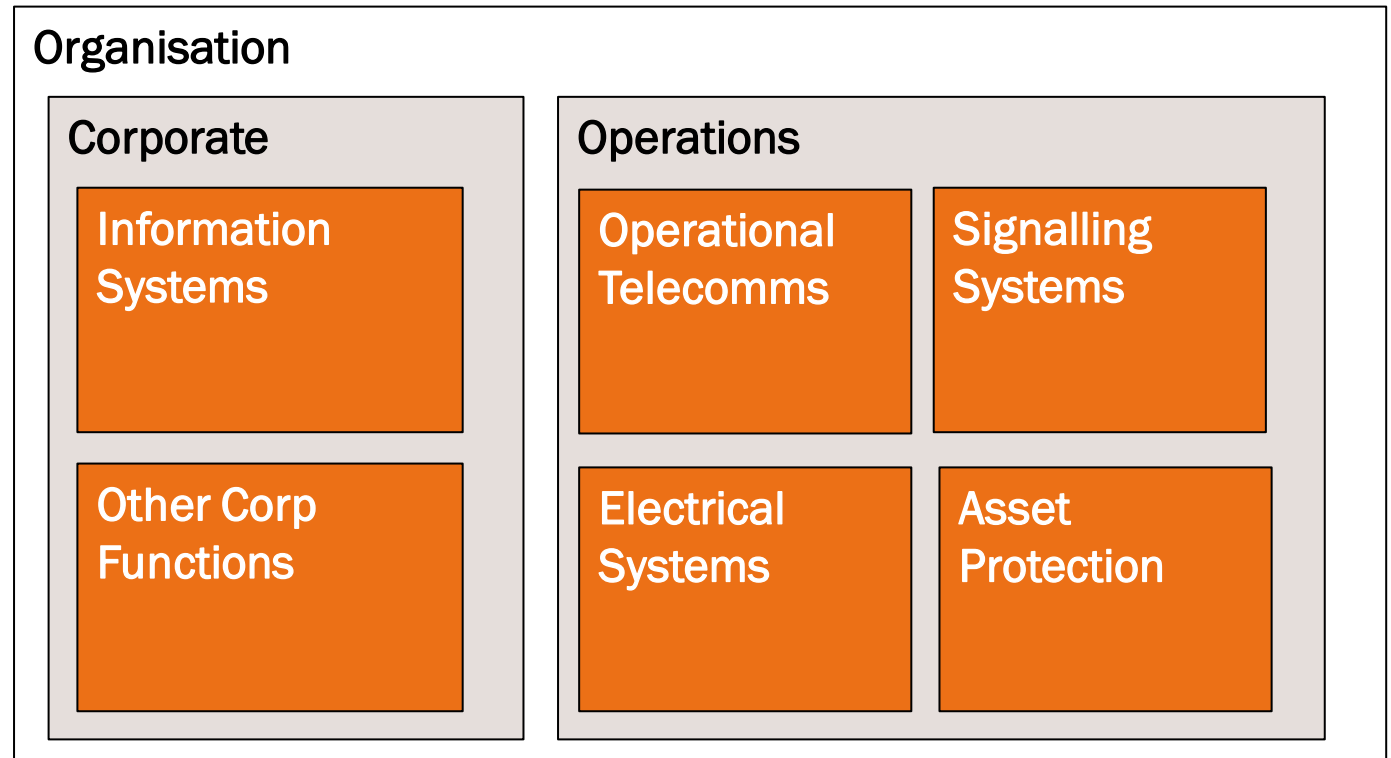 Organisation
Corporate
Information
Systems
Other Corp
Functions
Operations
Operational
Telecomms
Signalling
Systems
Electrical
Systems
Asset
Protection